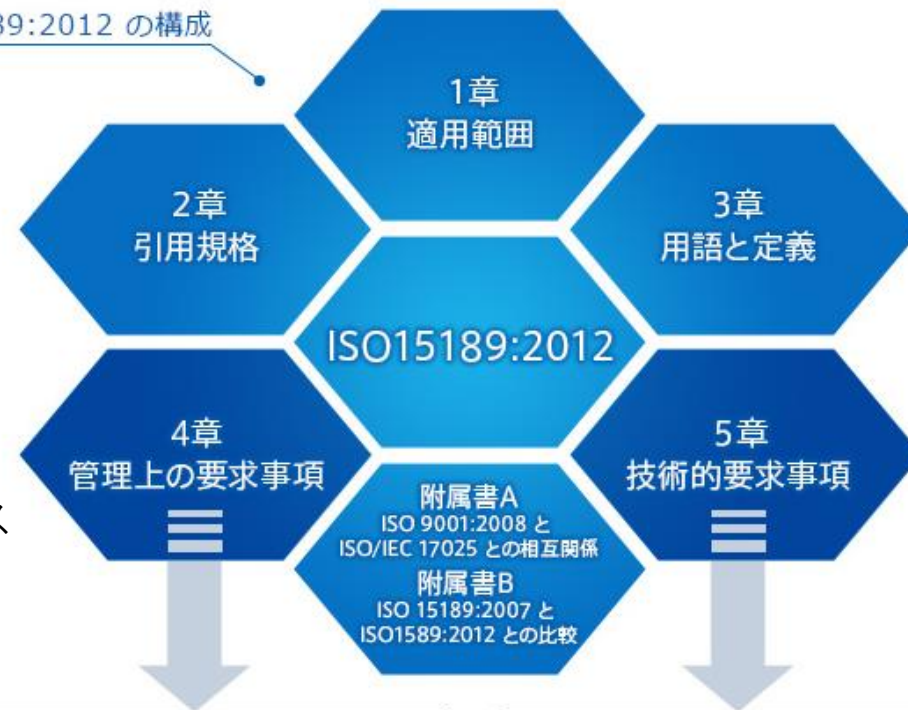 89:2012 の構成
1章
適用範囲
2章
引用規格
3章
用語と定義
ISO15189:2012
4章
管理上の要求事項
5章
技術的要求事項
附属書A
ISO 9001:2008 と
ISO/IEC 17025 との相互関係
附属書B
ISO 15189:2007 と
ISO1589:2012 との比較